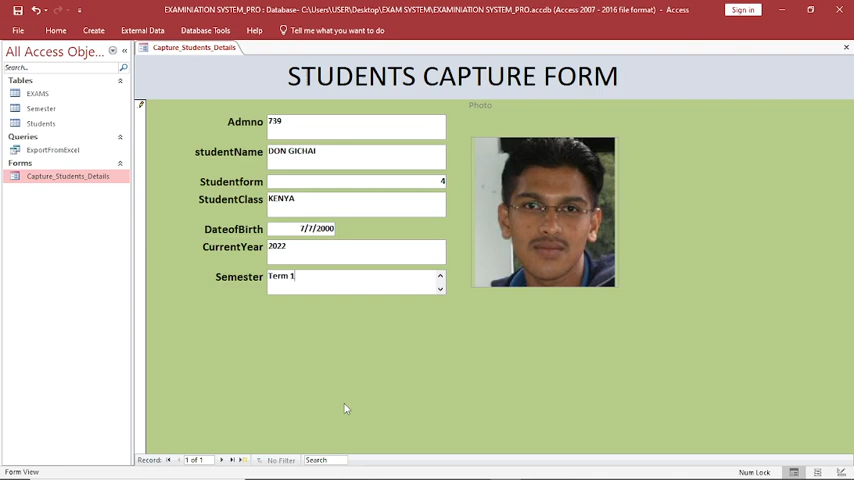 EXAMINIATION SYSTEM_PRO : Database- C:\Users\USER\Desktop\EXAM SYSTEM\EXAMINIATION SYSTEM_PRO.accdb (Access 2007 - 2016 file format) - Access
Sign in
File Home Create External Data Database Tools Help Tell me what you want to do
All Access Obje...
Search...
Tables
EXAMS
Semester
Students
Queries
ExportFromExcel
Forms
Capture_Students_Details
Capture_Students_Details
STUDENTS CAPTURE FORM
Photo
Admno 739
studentName DON GICHAI
Studentform 4
StudentClass KENYA
DateofBirth 7/7/2000
CurrentYear 2022
Semester Term 1
Record: 1 of 1 No Filter Search
Form View
Num Lock